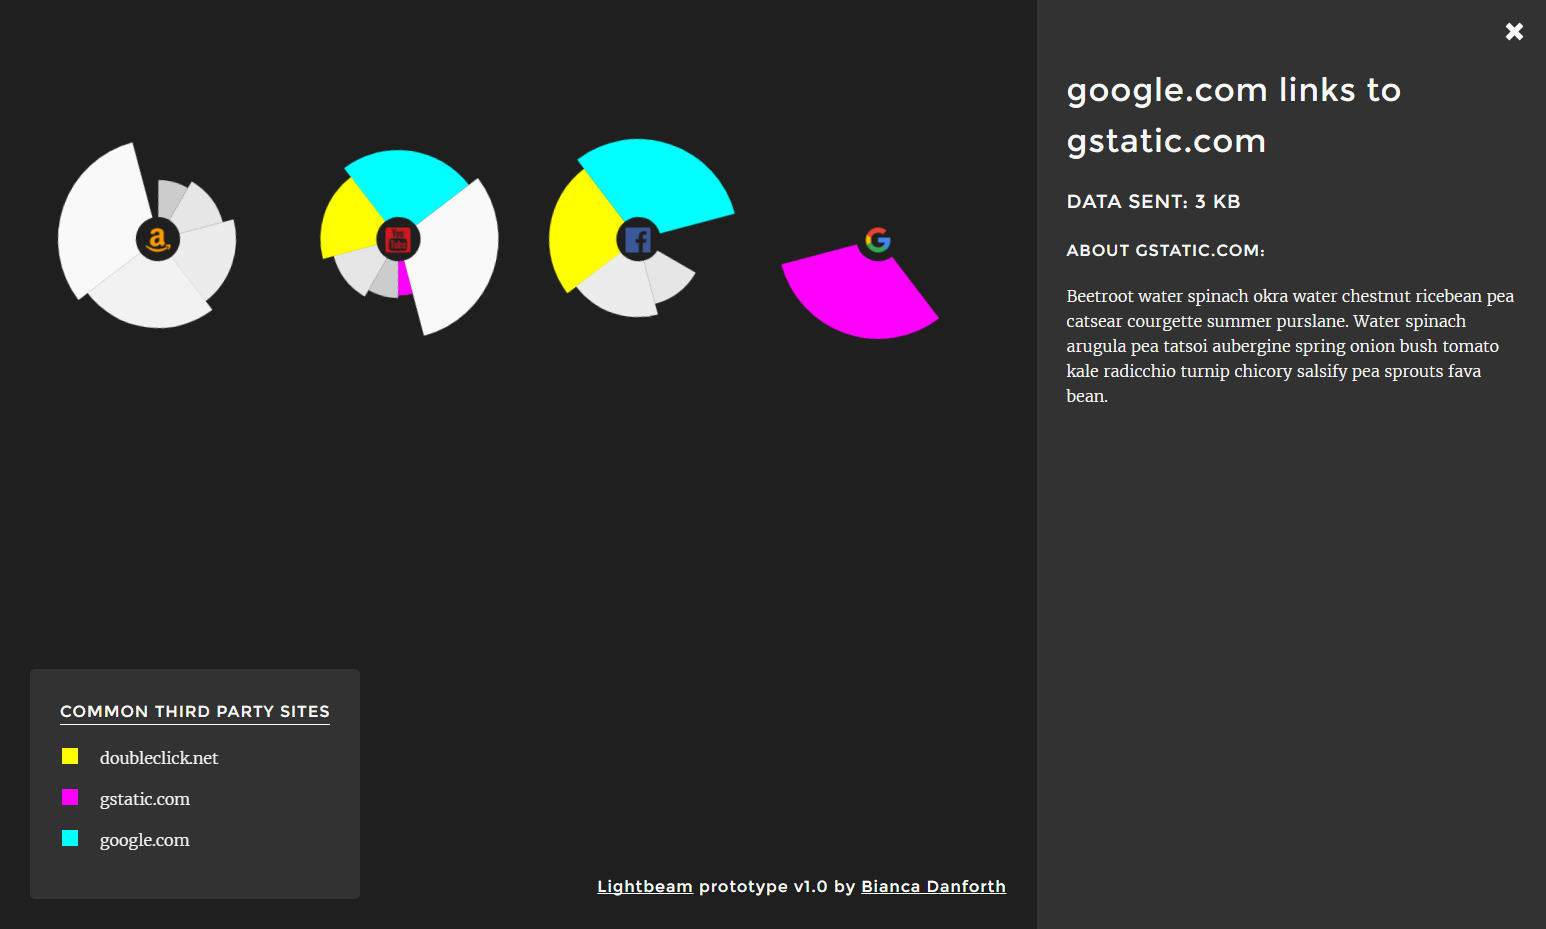 google.com links to
gstatic.com
DATA SENT: 3 KB
ABOUT GSTATIC.COM:
Beetroot water spinach okra water chestnut ricebean pea
catsear courgette summer purslane. Water spinach
arugula pea tatsoi aubergine spring onion bush tomato
kale radicchio turnip chicory salsify pea sprouts fava
bean.
a
You
Tube
f
G
COMMON THIRD PARTY SITES
doubleclick.net
gstatic.com
google.com
Lightbeam prototype v1.0 by Bianca Danforth